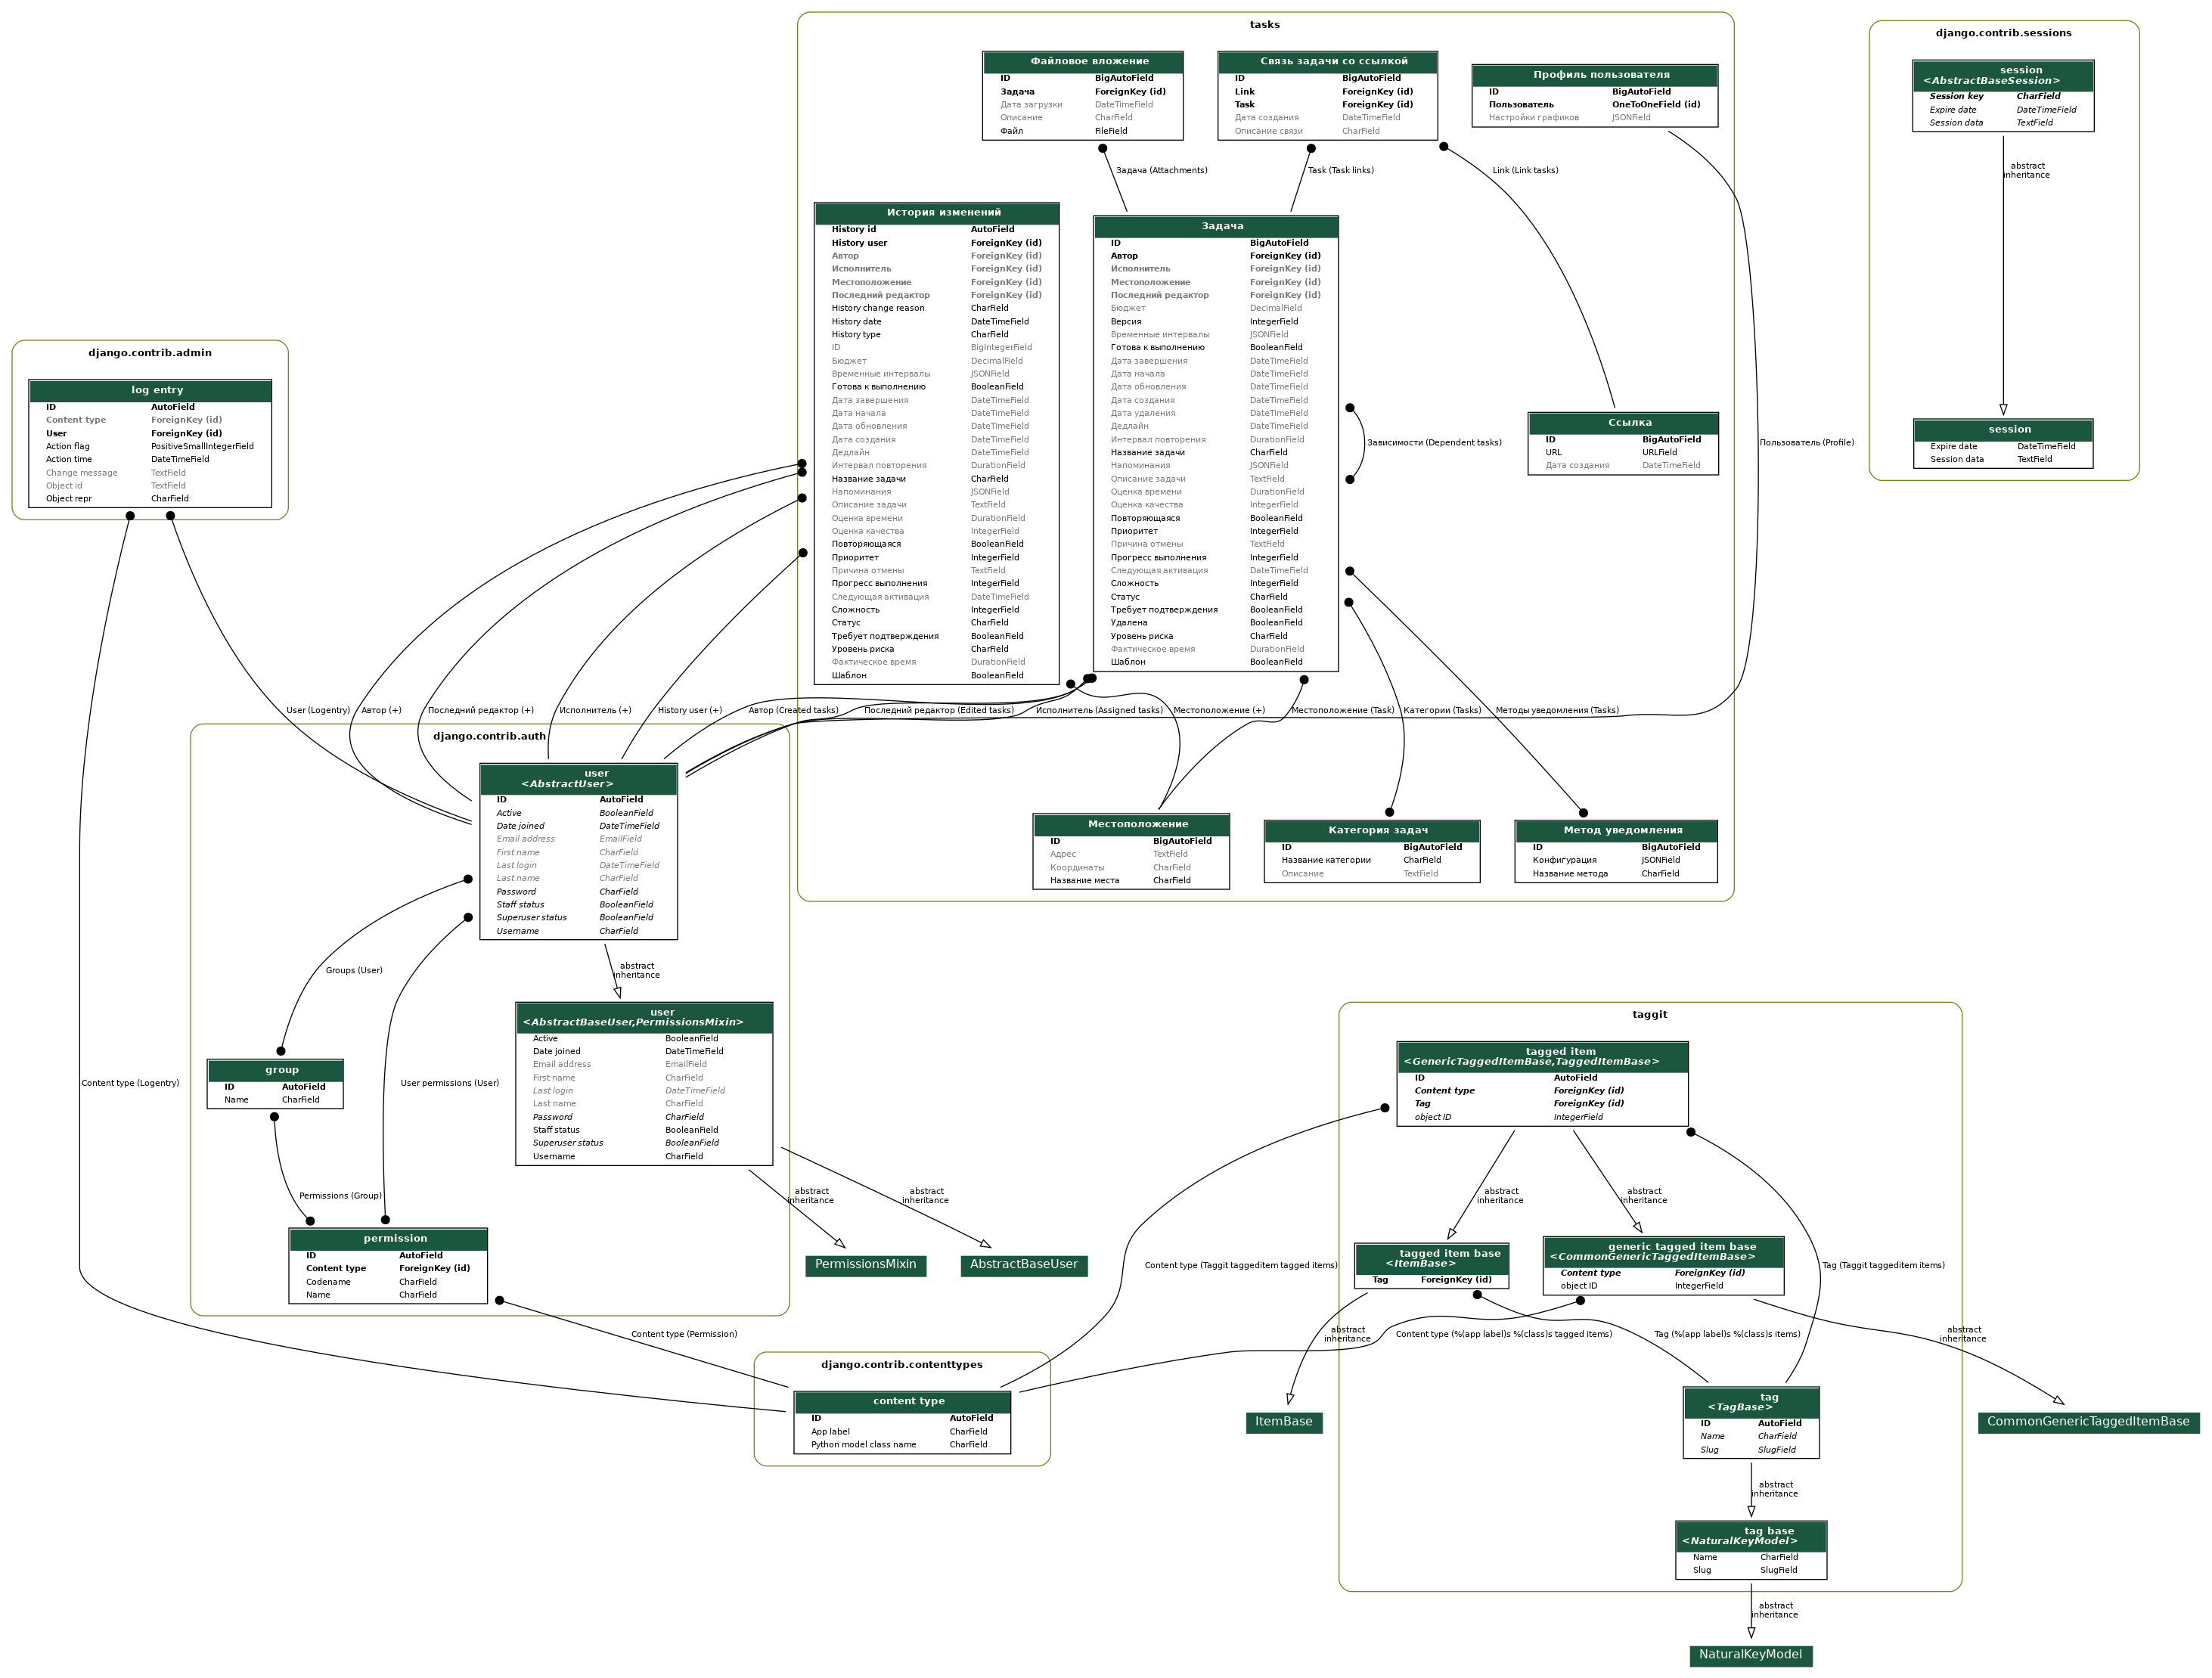 tasks
Файловое вложение
ID BigAutoField
Задача ForeignKey (id)
Дата загрузки DateTimeField
Описание CharField
Файл FileField
Связь задачи со ссылкой
ID BigAutoField
Link ForeignKey (id)
Task ForeignKey (id)
Дата создания DateTimeField
Описание связи CharField
Профиль пользователя
ID BigAutoField
Пользователь OneToOneField (id)
Настройки графиков JSONField
Задача (Attachments)
Task (Task links)
Link (Link tasks)
История изменений
History id AutoField
History user ForeignKey (id)
Автор ForeignKey (id)
Исполнитель ForeignKey (id)
Местоположение ForeignKey (id)
Последний редактор ForeignKey (id)
History change reason CharField
History date DateTimeField
History type CharField
ID BigIntegerField
Бюджет DecimalField
Временные интервалы JSONField
Готова к выполнению BooleanField
Дата завершения DateTimeField
Дата начала DateTimeField
Дата обновления DateTimeField
Дата создания DateTimeField
Дедлайн DateTimeField
Интервал повторения DurationField
Название задачи CharField
Напоминания JSONField
Описание задачи TextField
Оценка времени DurationField
Оценка качества IntegerField
Повторяющаяся BooleanField
Приоритет IntegerField
Причина отмены TextField
Прогресс выполнения IntegerField
Следующая активация DateTimeField
Сложность IntegerField
Статус CharField
Требует подтверждения BooleanField
Уровень риска CharField
Фактическое время DurationField
Шаблон BooleanField
Задача
ID BigAutoField
Автор ForeignKey (id)
Исполнитель ForeignKey (id)
Местоположение ForeignKey (id)
Последний редактор ForeignKey (id)
Бюджет DecimalField
Версия IntegerField
Временные интервалы JSONField
Готова к выполнению BooleanField
Дата завершения DateTimeField
Дата начала DateTimeField
Дата обновления DateTimeField
Дата создания DateTimeField
Дата удаления DateTimeField
Дедлайн DateTimeField
Интервал повторения DurationField
Название задачи CharField
Напоминания JSONField
Описание задачи TextField
Оценка времени DurationField
Оценка качества IntegerField
Повторяющаяся BooleanField
Приоритет IntegerField
Причина отмены TextField
Прогресс выполнения IntegerField
Следующая активация DateTimeField
Сложность IntegerField
Статус CharField
Требует подтверждения BooleanField
Удалена BooleanField
Уровень риска CharField
Фактическое время DurationField
Шаблон BooleanField
Зависимости (Dependent tasks)
Ссылка
ID BigAutoField
URL URLField
Дата создания DateTimeField
Пользователь (Profile)
django.contrib.sessions
session
<AbstractBaseSession>
Session key CharField
Expire date DateTimeField
Session data TextField
abstract
inheritance
session
Expire date DateTimeField
Session data TextField
django.contrib.admin
log entry
ID AutoField
Content type ForeignKey (id)
User ForeignKey (id)
Action flag PositiveSmallIntegerField
Action time DateTimeField
Change message TextField
Object id TextField
Object repr CharField
User (Logentry)
Автор (+)
Последний редактор (+)
Исполнитель (+)
History user (+)
Автор (Created tasks)
Последний редактор (Edited tasks)
Исполнитель (Assigned tasks)
Местоположение (+)
Местоположение (Task)
Категории (Tasks)
Методы уведомления (Tasks)
Местоположение
ID BigAutoField
Адрес TextField
Координаты CharField
Название места CharField
Категория задач
ID BigAutoField
Название категории CharField
Описание TextField
Метод уведомления
ID BigAutoField
Конфигурация JSONField
Название метода CharField
django.contrib.auth
user
<AbstractUser>
ID AutoField
Active BooleanField
Date joined DateTimeField
Email address EmailField
First name CharField
Last login DateTimeField
Last name CharField
Password CharField
Staff status BooleanField
Superuser status BooleanField
Username CharField
Groups (User)
abstract
inheritance
user
<AbstractBaseUser,PermissionsMixin>
Active BooleanField
Date joined DateTimeField
Email address EmailField
First name CharField
Last login DateTimeField
Last name CharField
Password CharField
Staff status BooleanField
Superuser status BooleanField
Username CharField
group
ID AutoField
Name CharField
Content type (Logentry)
User permissions (User)
Permissions (Group)
permission
ID AutoField
Content type ForeignKey (id)
Codename CharField
Name CharField
abstract
inheritance
abstract
inheritance
PermissionsMixin
AbstractBaseUser
Content type (Permission)
django.contrib.contenttypes
content type
ID AutoField
App label CharField
Python model class name CharField
taggit
tagged item
<GenericTaggedItemBase,TaggedItemBase>
ID AutoField
Content type ForeignKey (id)
Tag ForeignKey (id)
object ID IntegerField
abstract
inheritance
abstract
inheritance
Content type (Taggit taggeditem tagged items)
tagged item base
<ItemBase>
Tag ForeignKey (id)
generic tagged item base
<CommonGenericTaggedItemBase>
Content type ForeignKey (id)
object ID IntegerField
Tag (Taggit taggeditem items)
abstract
inheritance
Content type (%(app label)s %(class)s tagged items)
Tag (%(app label)s %(class)s items)
abstract
inheritance
ItemBase
tag
<TagBase>
ID AutoField
Name CharField
Slug SlugField
CommonGenericTaggedItemBase
abstract
inheritance
tag base
<NaturalKeyModel>
Name CharField
Slug SlugField
abstract
inheritance
NaturalKeyModel